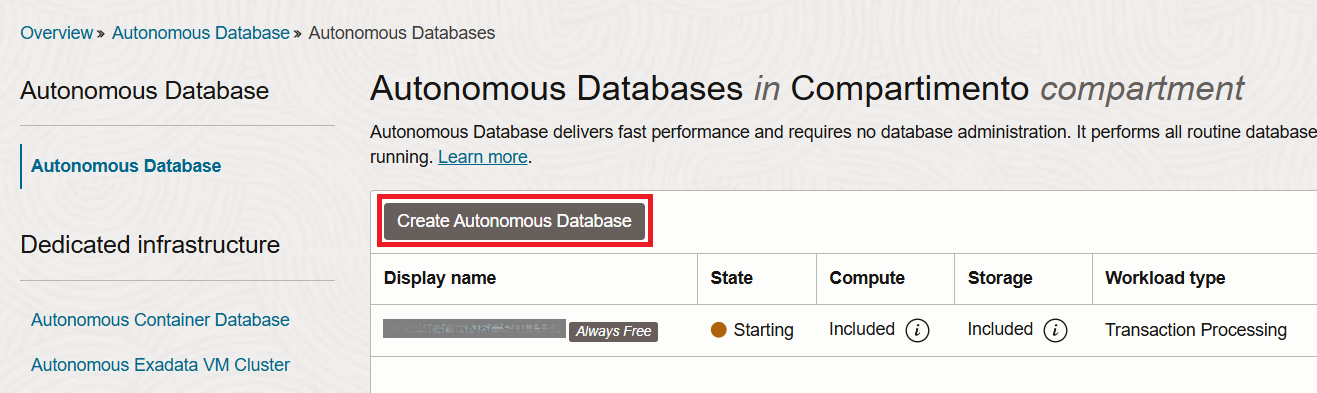 Overview » Autonomous Database » Autonomous Databases
Autonomous Database
Autonomous Database
Dedicated infrastructure
Autonomous Container Database
Autonomous Exadata VM Cluster
Autonomous Databases in Compartimento compartment
Autonomous Database delivers fast performance and requires no database administration. It performs all routine database
running. Learn more.
Create Autonomous Database
Display name State Compute Storage Workload type
Always Free Starting Included i Included i Transaction Processing